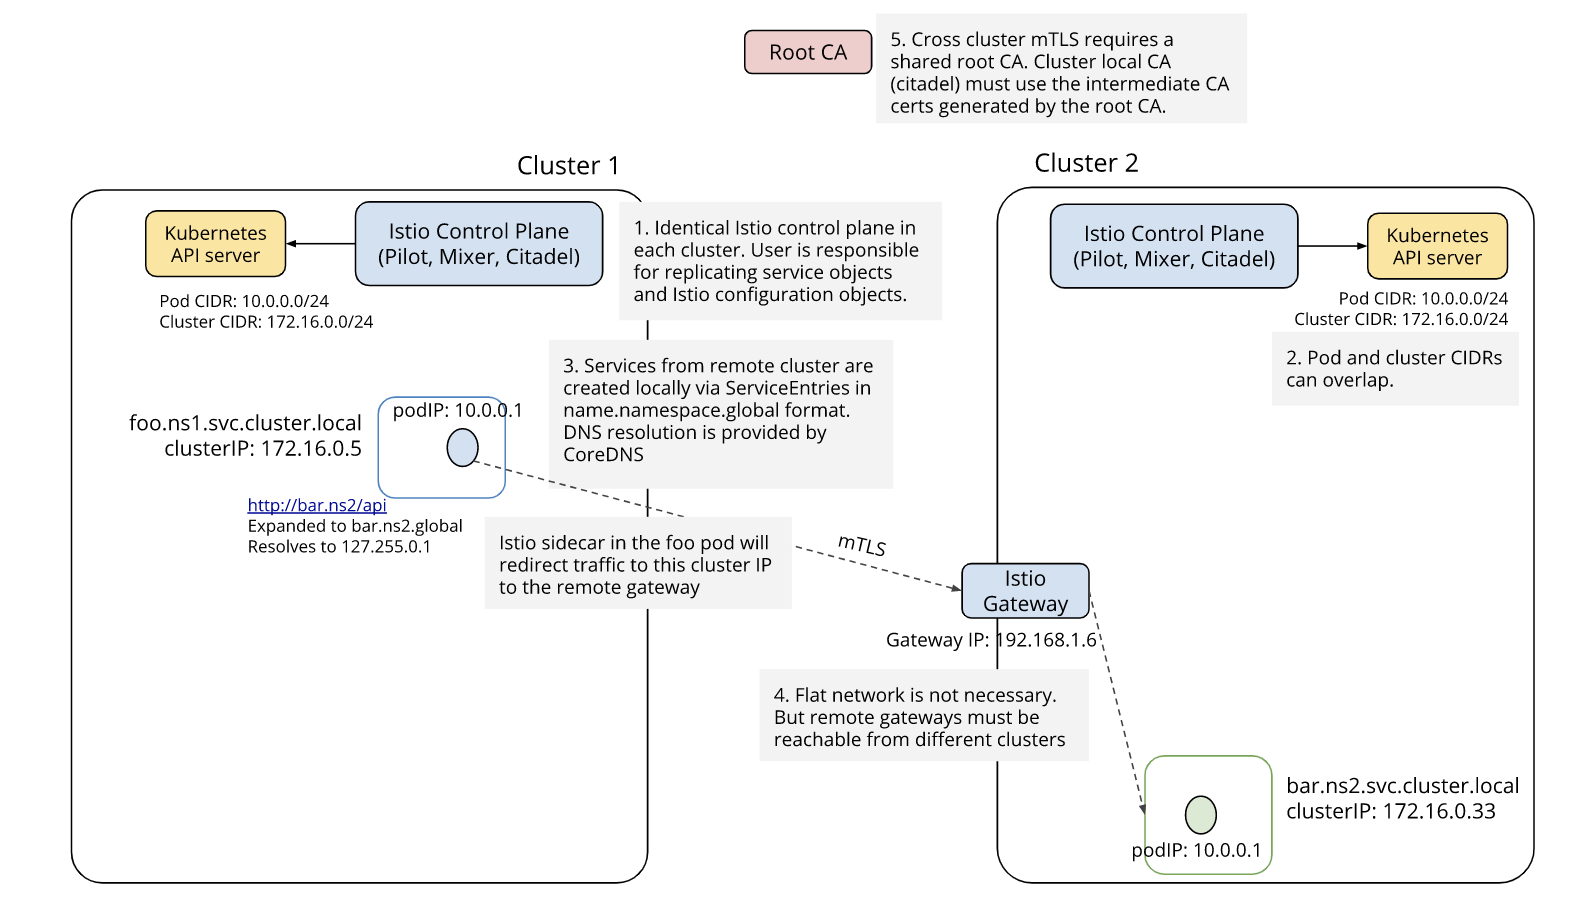 Root CA
5. Cross cluster mTLS requires a
shared root CA. Cluster local CA
(citadel) must use the intermediate CA
certs generated by the root CA.
Cluster 1
Cluster 2
Kubernetes
API server
Istio Control Plane
(Pilot, Mixer, Citadel)
Pod CIDR: 10.0.0.0/24
Cluster CIDR: 172.16.0.0/24
1. Identical Istio control plane in
each cluster. User is responsible
for replicating service objects
and Istio configuration objects.
Istio Control Plane
(Pilot, Mixer, Citadel)
Kubernetes
API server
Pod CIDR: 10.0.0.0/24
Cluster CIDR: 172.16.0.0/24
2. Pod and cluster CIDRs
can overlap.
3. Services from remote cluster are
created locally via ServiceEntries in
name.namespace.global format.
DNS resolution is provided by
CoreDNS
podIP: 10.0.0.1
foo.ns1.svc.cluster.local
clusterIP: 172.16.0.5
http://bar.ns2/api
Expanded to bar.ns2.global
Resolves to 127.255.0.1
Istio sidecar in the foo pod will
redirect traffic to this cluster IP
to the remote gateway
mTLS
Istio
Gateway
Gateway IP: 192.168.1.6
4. Flat network is not necessary.
But remote gateways must be
reachable from different clusters
bar.ns2.svc.cluster.local
clusterIP: 172.16.0.33
podIP: 10.0.0.1